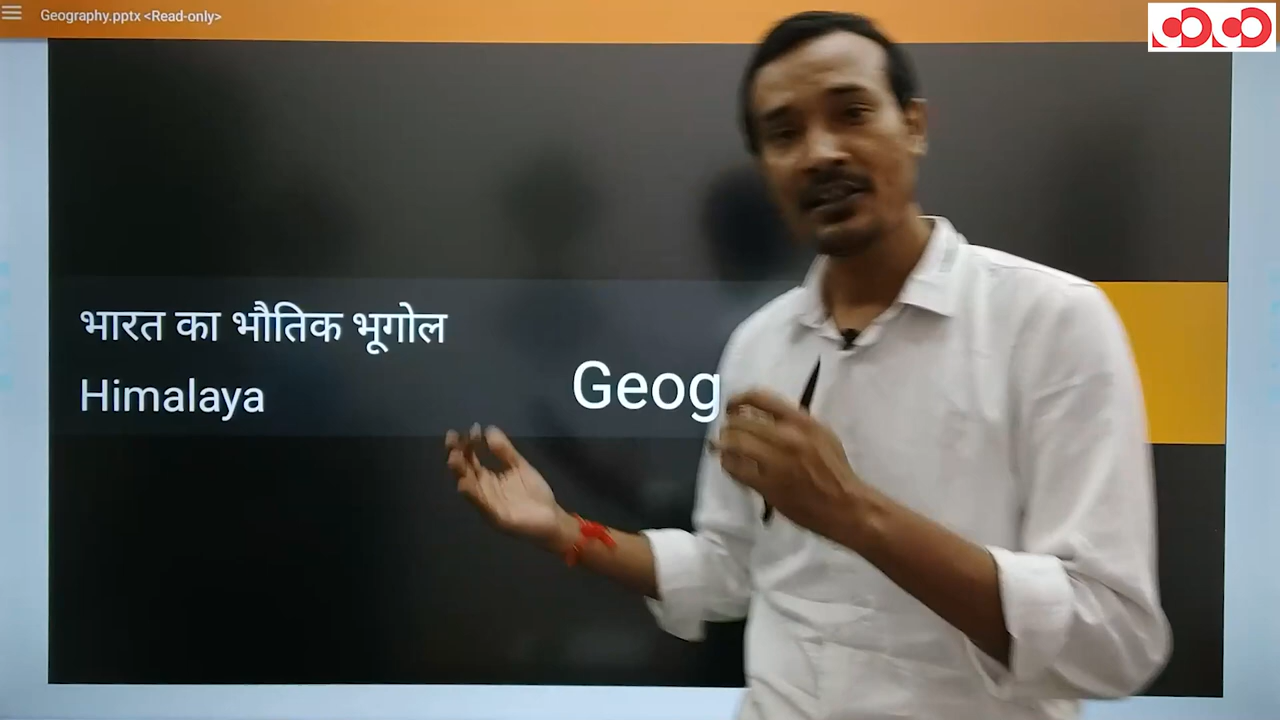 Geography.pptx <Read-only>
भारत का भौतिक भूगोल
Himalaya
Geog